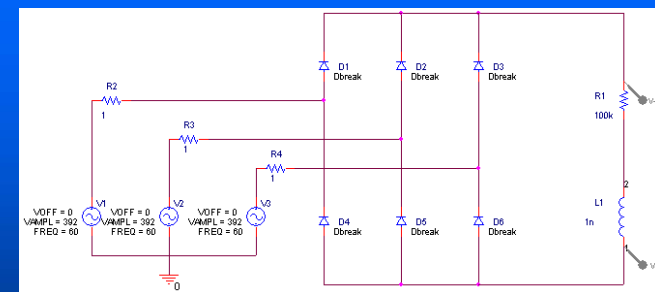 D1
Dbreak
D2
Dbreak
D3
Dbreak
R2
1
R1
100k
R3
1
R4
1
V1
V2
V3
VOFF = 0
VAMPL = 392
FREQ = 60
VOFF = 0
VAMPL = 392
FREQ = 60
VOFF = 0
VAMPL = 392
FREQ = 60
D4
Dbreak
D5
Dbreak
D6
Dbreak
2
L1
1n
1
0